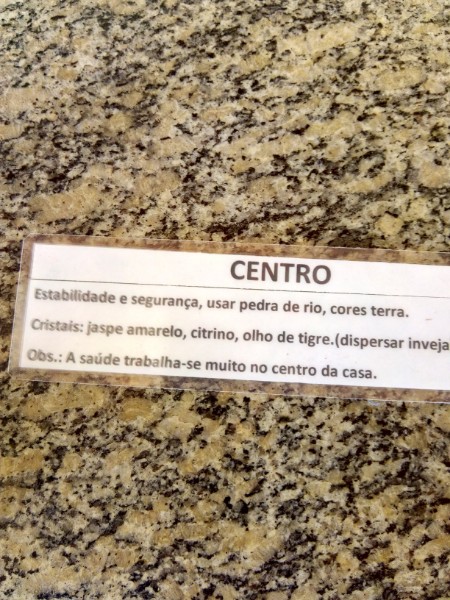 CENTRO
Estabilidade e segurança, usar pedra de rio, cores terra.
Cristais: jaspe amarelo, citrino, olho de tigre.(dispersar inveja
Obs.: A saúde trabalha-se muito no centro da casa.